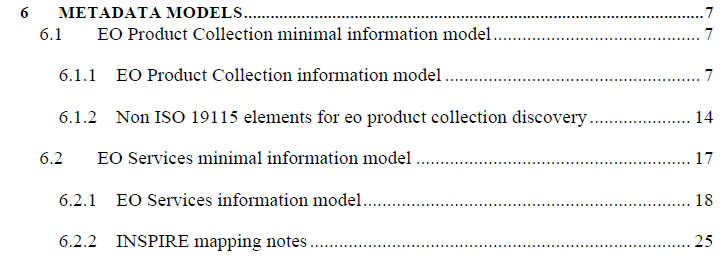 6 METADATA MODELS........................................................................................................7
6.1 EO Product Collection minimal information model............................................ 7
6.1.1 EO Product Collection information model ...................................................... 7
6.1.2 Non ISO 19115 elements for eo product collection discovery ..................... 14
6.2 EO Services minimal information model .......................................................... 17
6.2.1 EO Services information model...................................................................... 18
6.2.2 INSPIRE mapping notes ................................................................................. 25